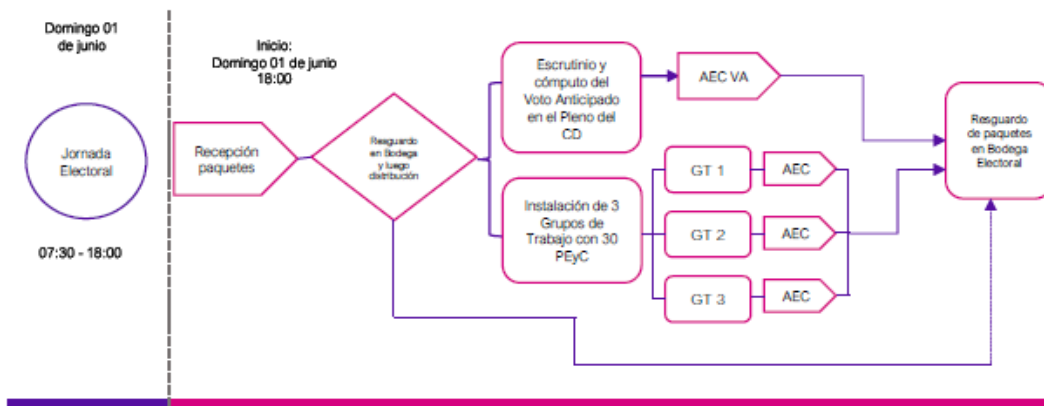 Domingo 01
de junio
Jornada
Electoral
07:30 - 18:00
Inicio:
Domingo 01 de junio
18:00
Recepción
paquetes
Resguardo
en Bodega
y luego
distribución
Escrutinio y
cómputo del
Voto Anticipado
en el Pleno del
CD
AEC VA
Instalación de 3
Grupos de
Trabajo con 30
PEyC
GT 1
AEC
GT 2
AEC
GT 3
AEC
Resguardo
de paquetes
en Bodega
Electoral